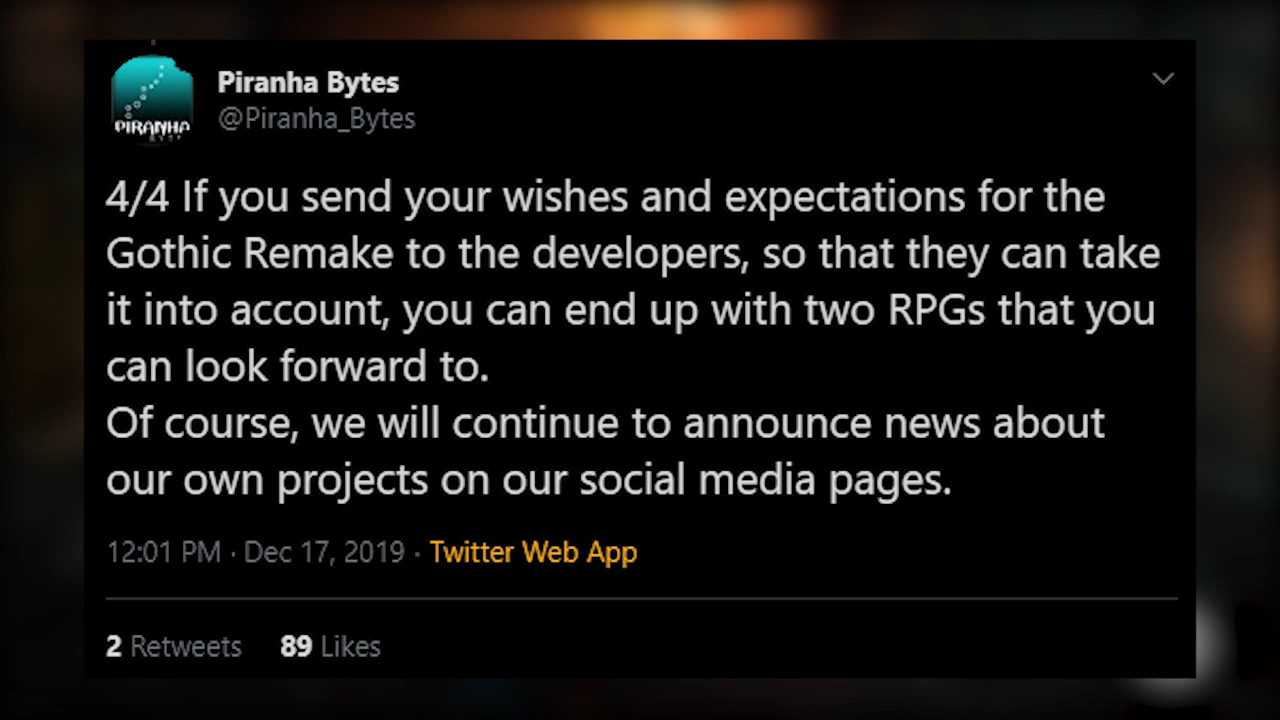 PIRANHA
Piranha Bytes
@Piranha_Bytes
4/4 If you send your wishes and expectations for the
Gothic Remake to the developers, so that they can take
it into account, you can end up with two RPGs that you
can look forward to.
Of course, we will continue to announce news about
our own projects on our social media pages.
12:01 PM · Dec 17, 2019 · Twitter Web App
2 Retweets 89 Likes